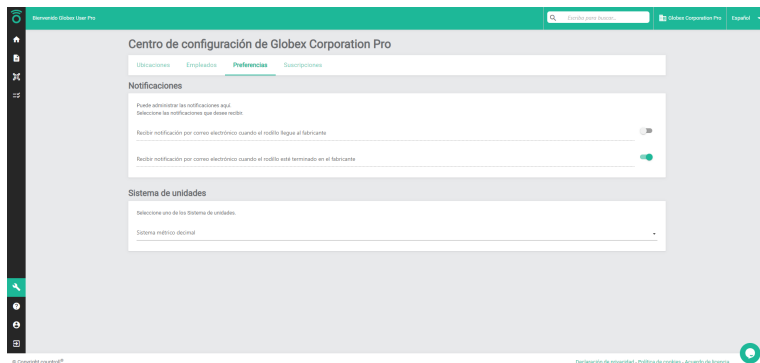 Bienvenido Globex User Pro
Escriba para buscar...
Globex Corporation Pro
Español
Centro de configuración de Globex Corporation Pro
Ubicaciones Empleados Preferencias Suscripciones
Notificaciones
Puede administrar las notificaciones aquí.
Seleccione las notificaciones que desee recibir
Recibir notificación por correo electrónico cuando el rodillo llegue al fabricante
Recibir notificación por correo electrónico cuando el rodillo esté terminado en el fabricante
Sistema de unidades
Seleccione uno de los Sistema de unidades
Sistema métrico decimal
© Copyright countroll®
Declaración de privacidad - Política de cookies - Acuerdo de licencia